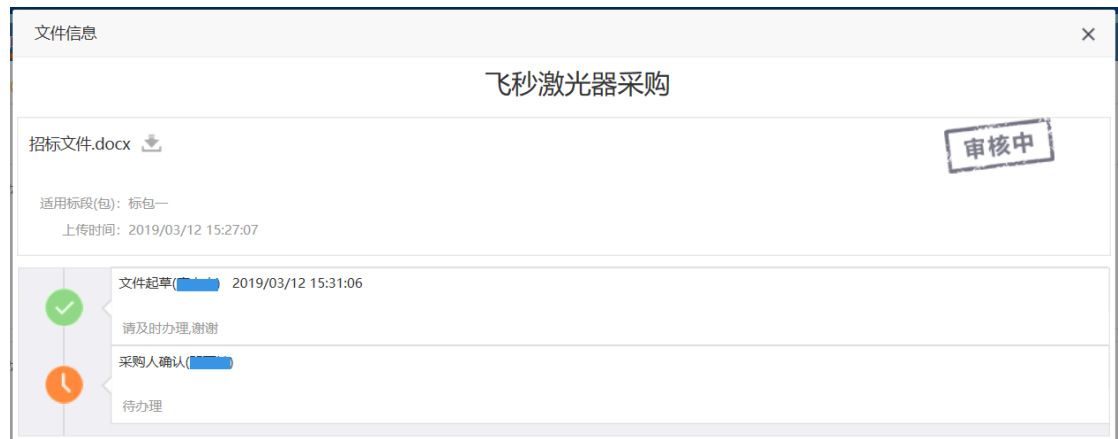 文件信息
飞秒激光器采购
招标文件.docx
审核中
适用标段(包)：标包一
上传时间：2019/03/12 15:27:07
文件起草( ) 2019/03/12 15:31:06
请及时办理,谢谢
采购人确认( )
待办理